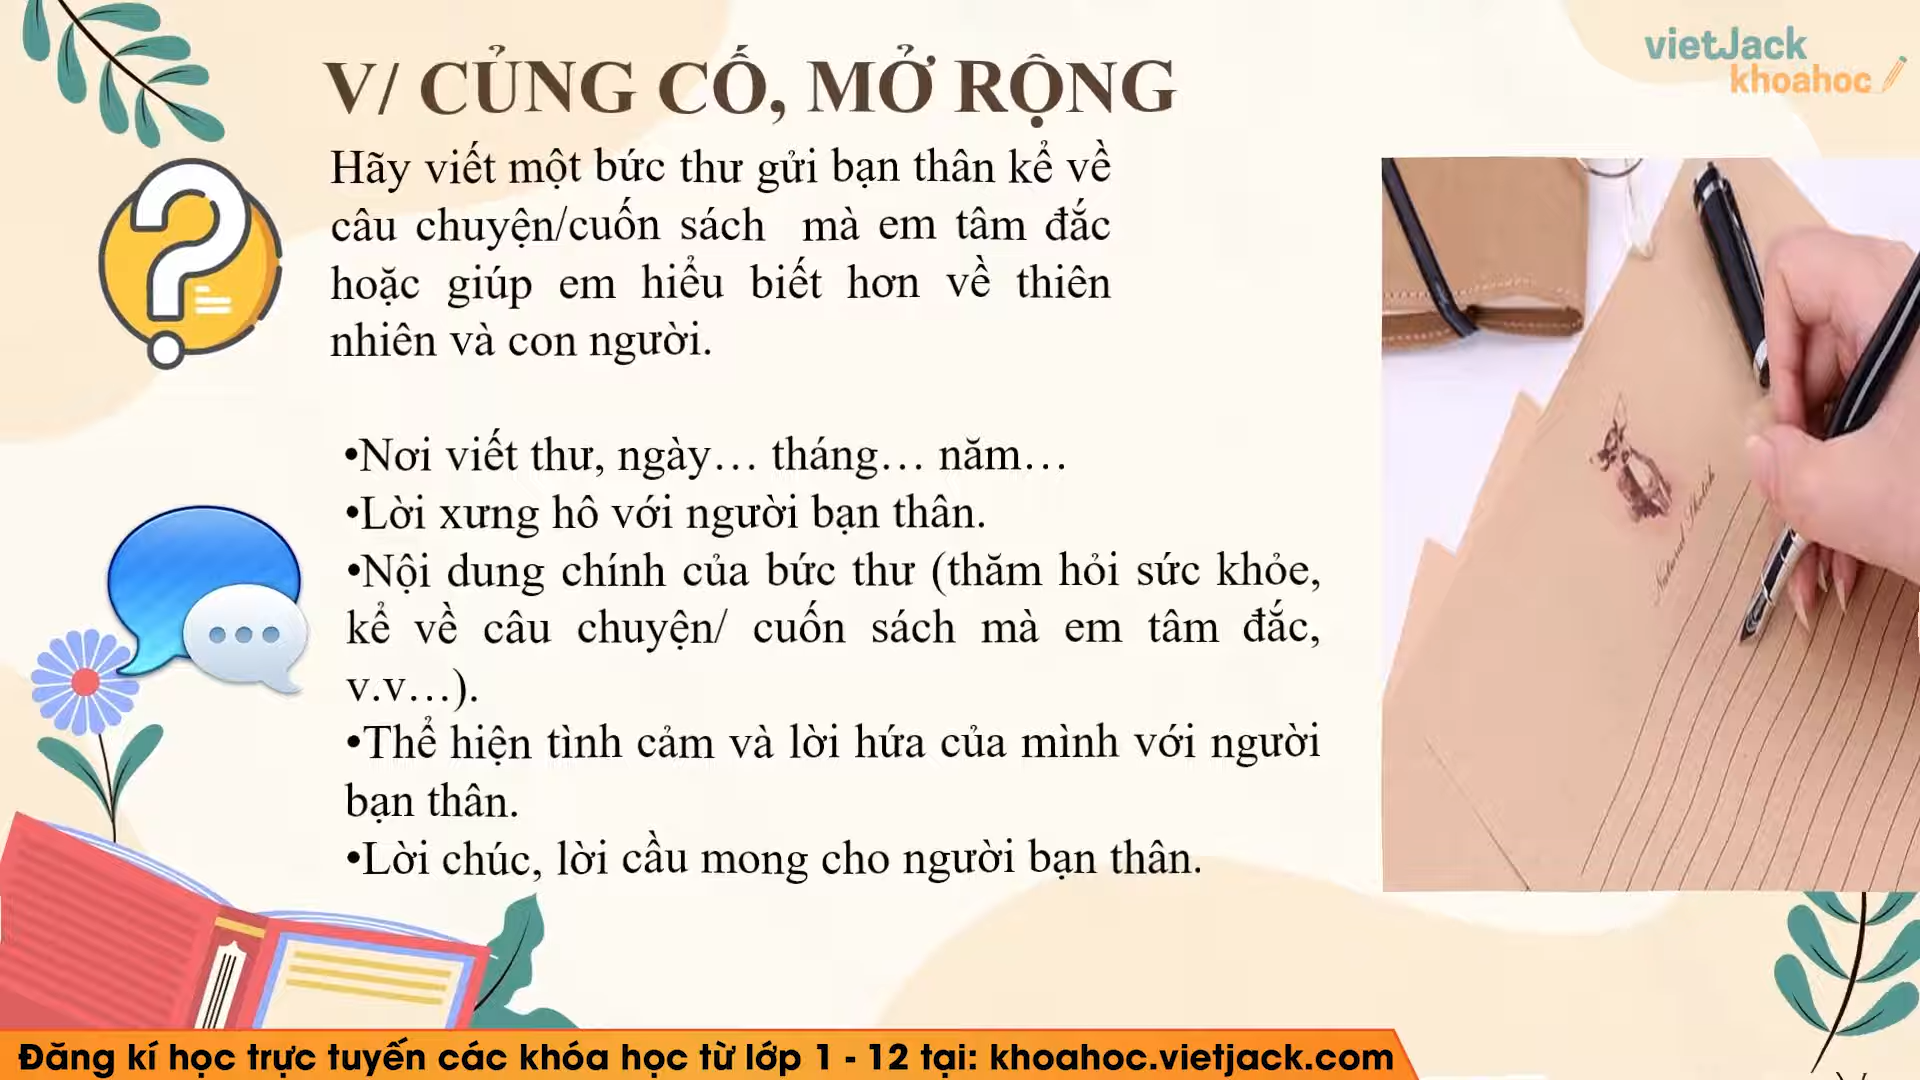 vietJack
khoahoc
V/ CỦNG CỐ, MỞ RỘNG
Hãy viết một bức thư gửi bạn thân kể về
câu chuyện/cuốn sách mà em tâm đắc
hoặc giúp em hiểu biết hơn về thiên
nhiên và con người.
•Nơi viết thư, ngày… tháng… năm…
•Lời xưng hô với người bạn thân.
•Nội dung chính của bức thư (thăm hỏi sức khỏe,
kể về câu chuyện/ cuốn sách mà em tâm đắc,
v.v…).
•Thể hiện tình cảm và lời hứa của mình với người
bạn thân.
•Lời chúc, lời cầu mong cho người bạn thân.
Natural Sketch
Đăng kí học trực tuyến các khóa học từ lớp 1 - 12 tại: khoahoc.vietjack.com